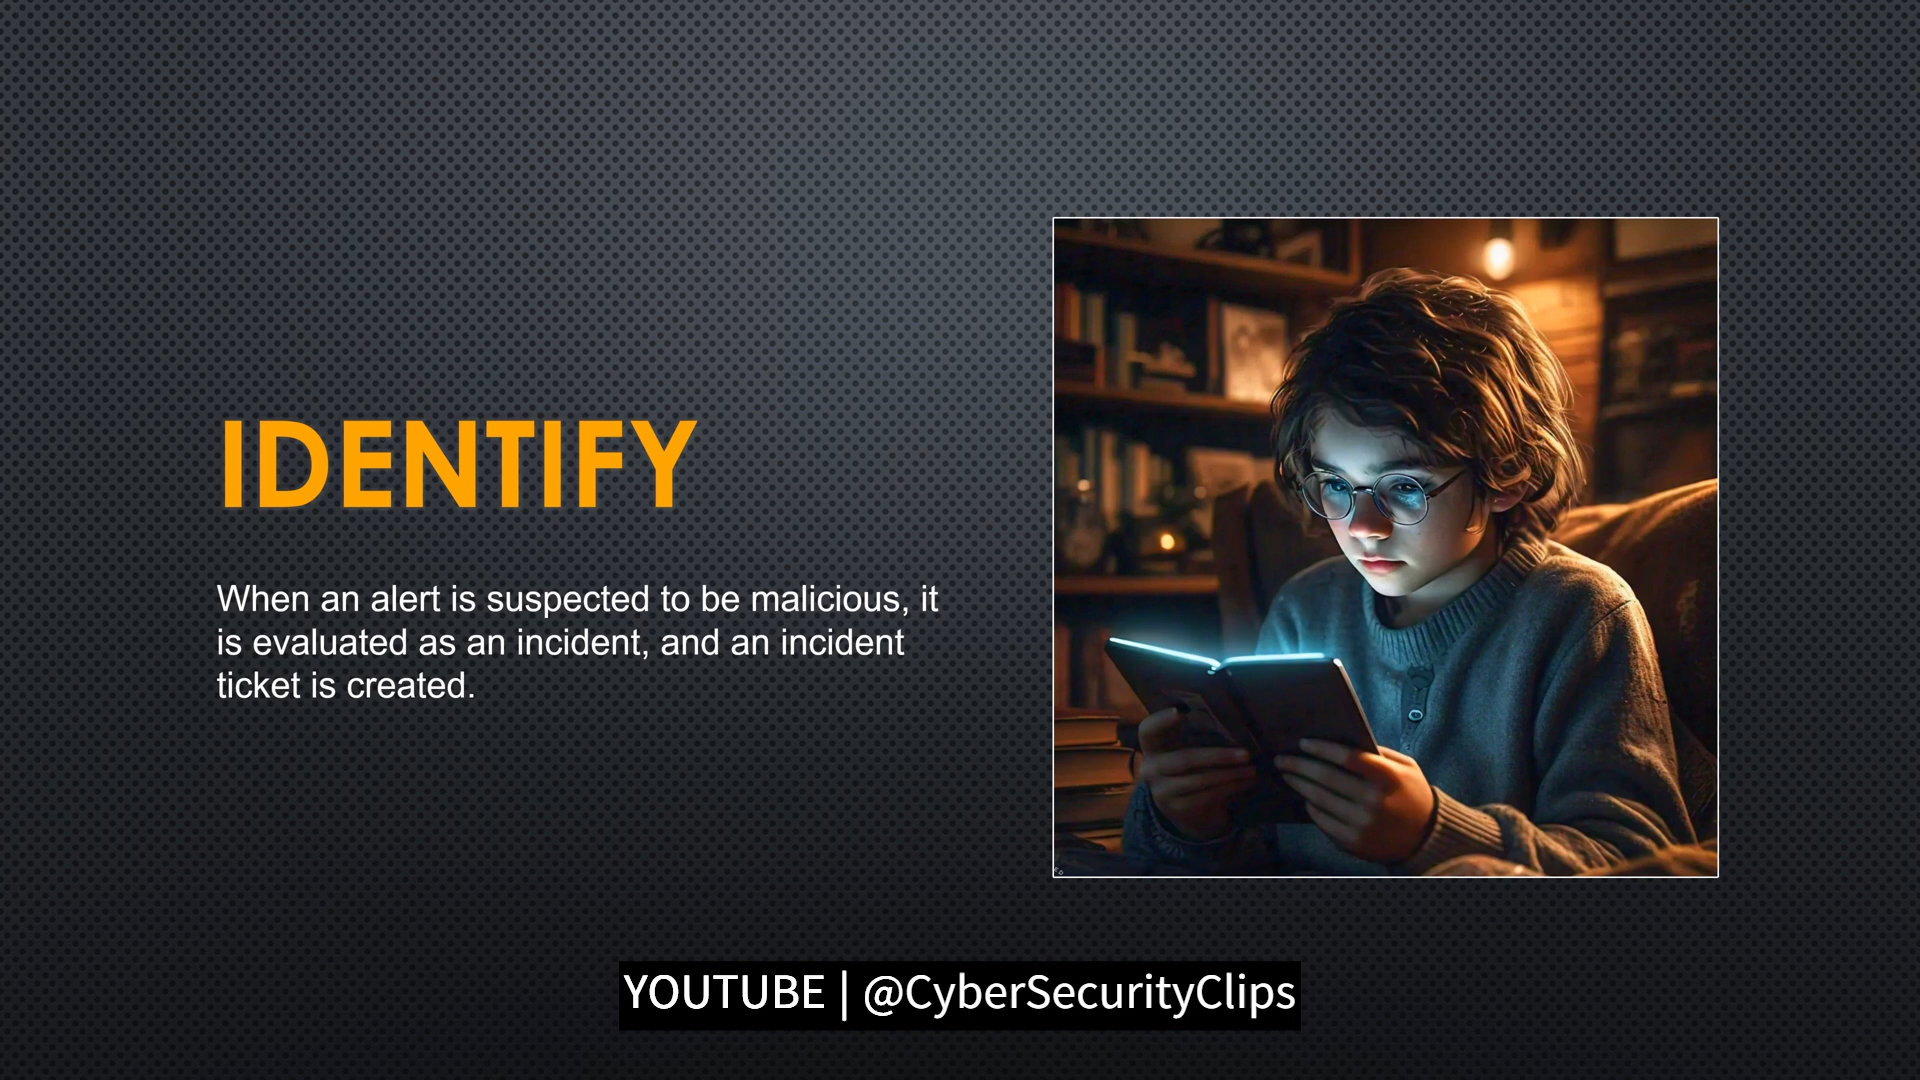 IDENTIFY
When an alert is suspected to be malicious, it
is evaluated as an incident, and an incident
ticket is created.
YOUTUBE | @CyberSecurityClips